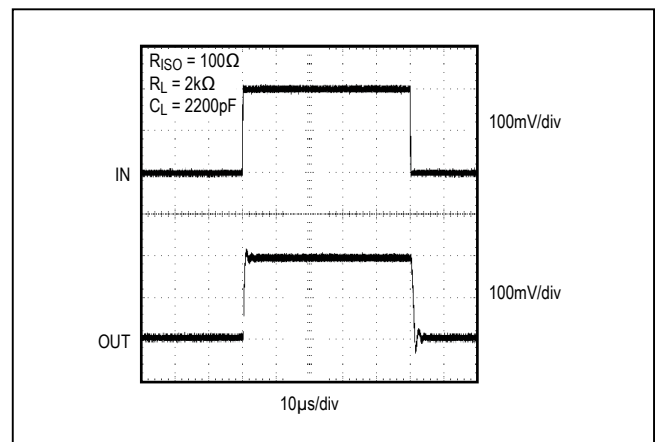 R_ISO = 100Ω
R_L = 2kΩ
C_L = 2200pF
100mV/div
IN
100mV/div
OUT
10µs/div